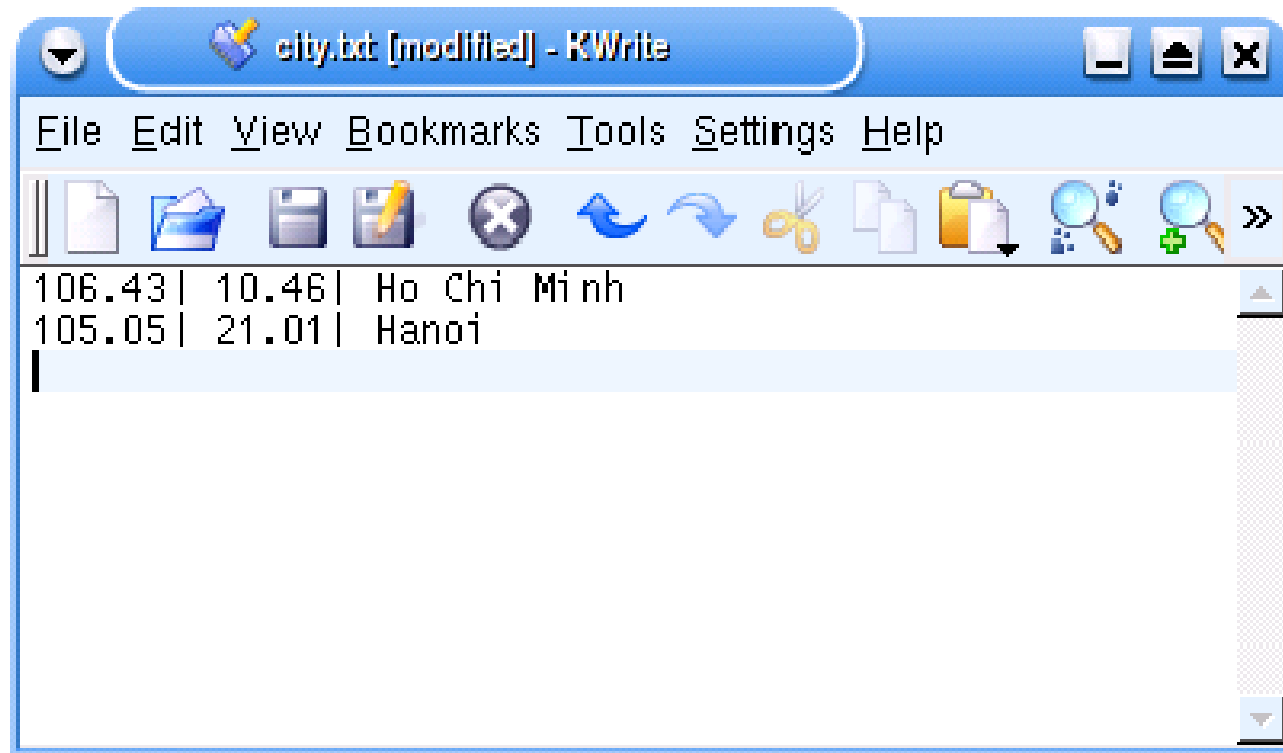 city.txt [modified] - KWrite
File Edit View Bookmarks Tools Settings Help
106.43| 10.46| Ho Chi Minh
105.05| 21.01| Hanoi